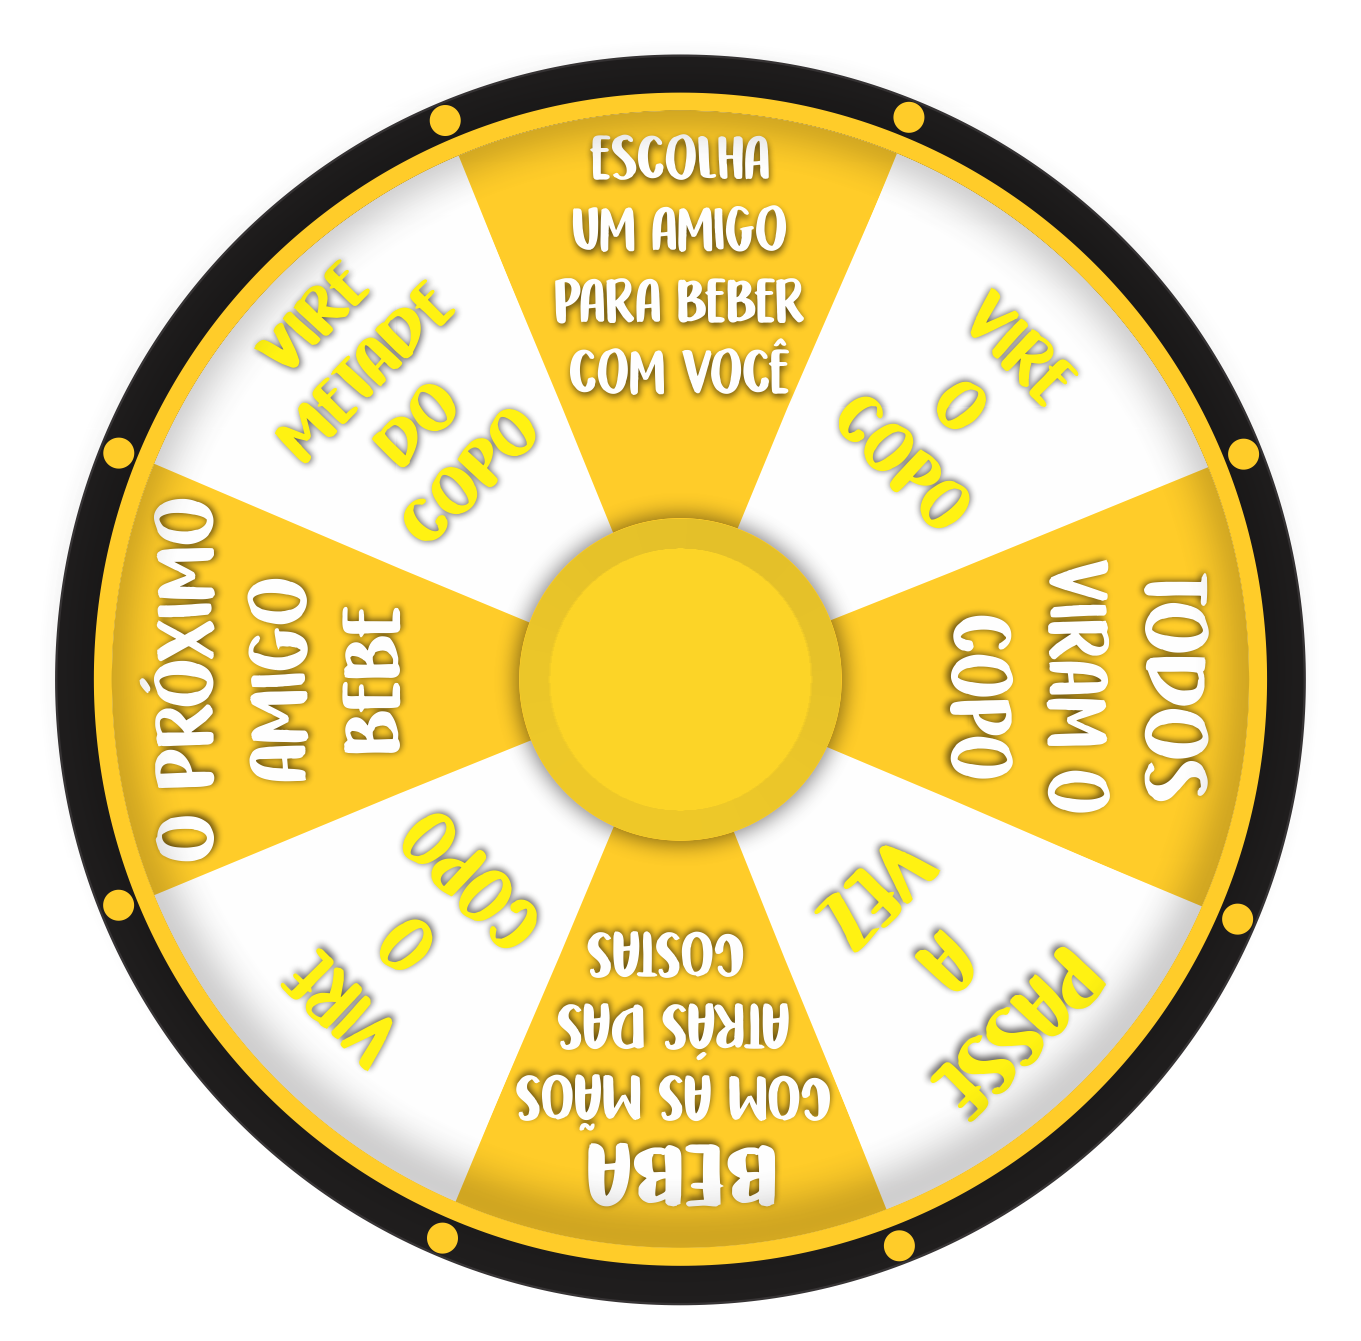 ESCOLHA
UM AMIGO
PARA BEBER
COM VOCÊ
VIRE
O
COPO
TODOS
VIRAM O
COPO
PASSE
A
VEZ
BEBA
COM AS MÃOS
ATRÁS DAS
COSTAS
VIRE
O
COPO
O PRÓXIMO
AMIGO
BEBE
VIRE
METADE
DO
COPO